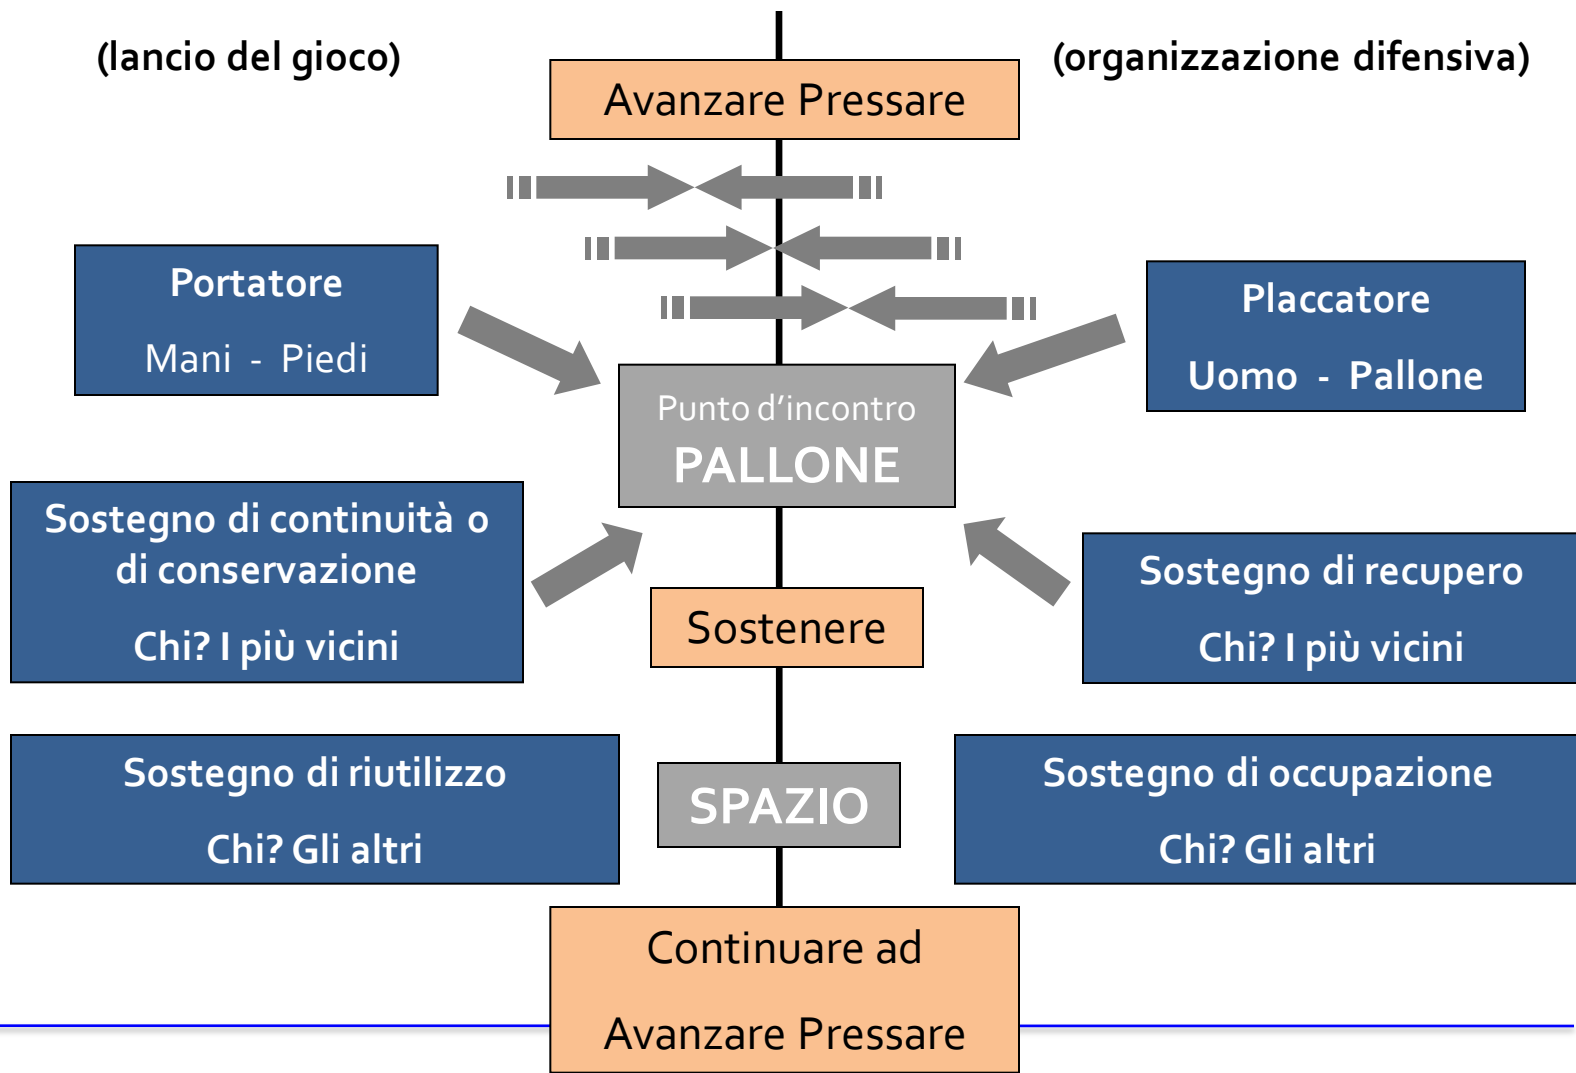 (lancio del gioco)
(organizzazione difensiva)
Avanzare Pressare
Portatore
Mani - Piedi
Placcatore
Uomo - Pallone
Punto d'incontro
PALLONE
Sostegno di continuità o
di conservazione
Chi? I più vicini
Sostegno di recupero
Chi? I più vicini
Sostenere
Sostegno di riutilizzo
Chi? Gli altri
SPAZIO
Sostegno di occupazione
Chi? Gli altri
Continuare ad
Avanzare Pressare